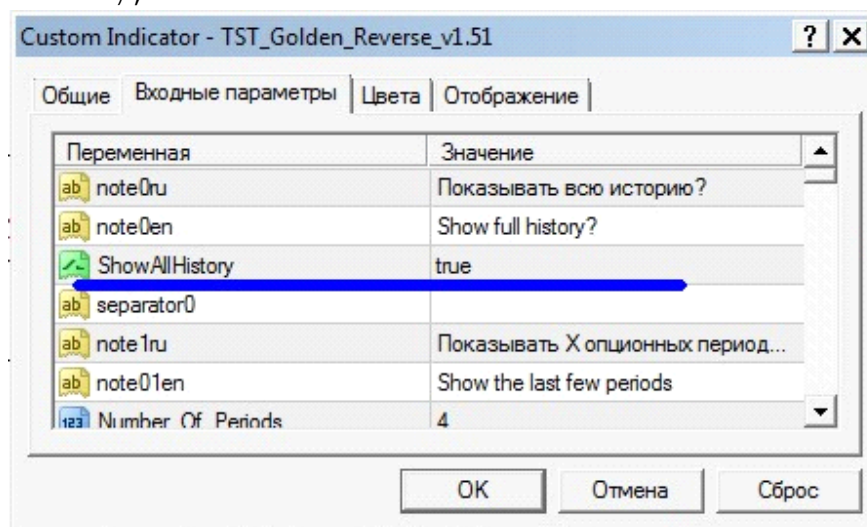 Custom Indicator - TST_Golden_Reverse_v1.51
Общие Входные параметры Цвета Отображение
Переменная Значение
note0ru Показывать всю историю?
note0en Show full history?
ShowAllHistory true
separator0
note1ru Показывать X опционных период...
note01en Show the last few periods
Number_Of_Periods 4
OK Отмена Сброс